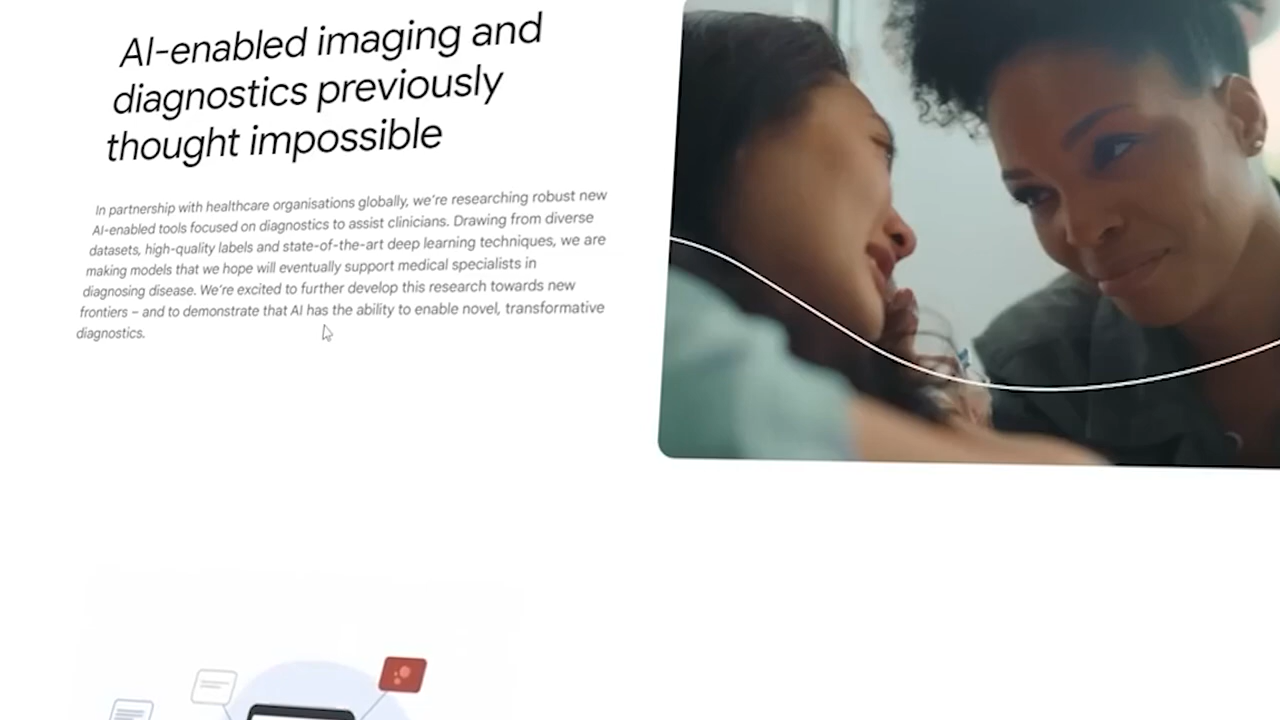 AI-enabled imaging and
diagnostics previously
thought impossible
In partnership with healthcare organisations globally, we're researching robust new
AI-enabled tools focused on diagnostics to assist clinicians. Drawing from diverse
datasets, high-quality labels and state-of-the-art deep learning techniques, we are
making models that we hope will eventually support medical specialists in
diagnosing disease. We're excited to further develop this research towards new
frontiers – and to demonstrate that AI has the ability to enable novel, transformative
diagnostics.